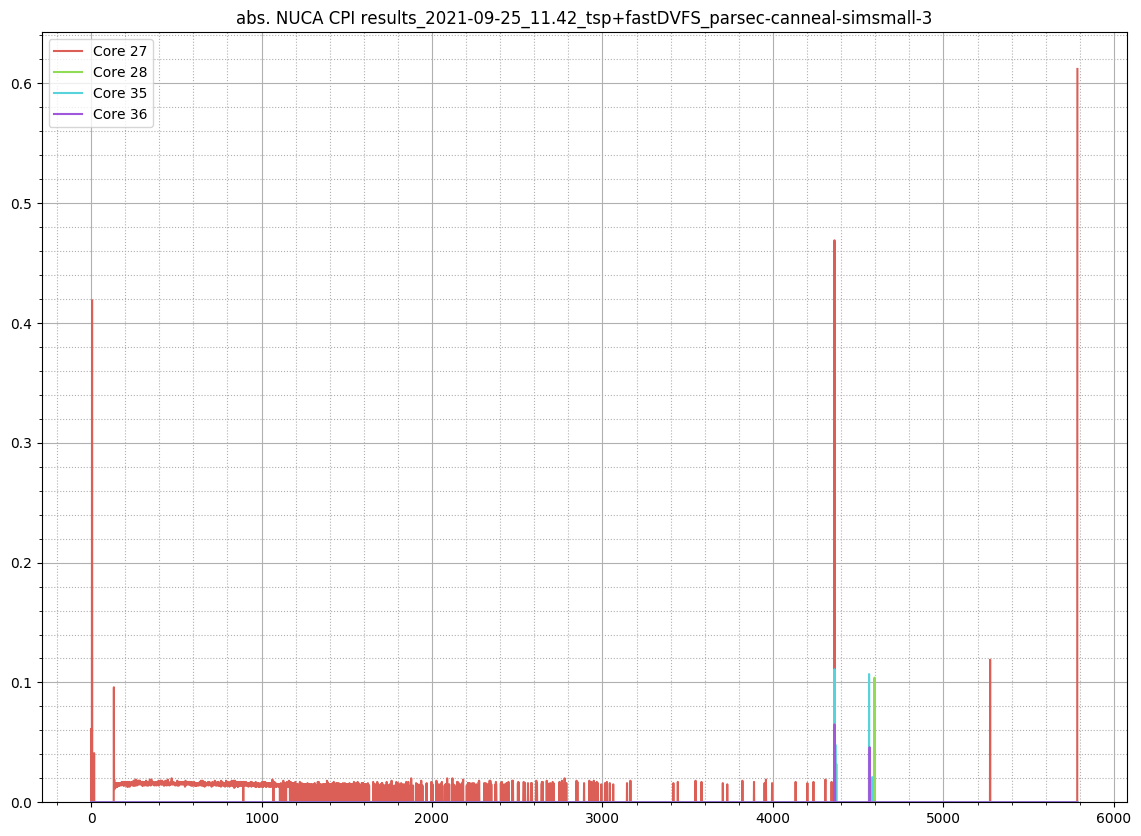 abs. NUCA CPI results_2021-09-25_11.42_tsp+fastDVFS_parsec-canneal-simsmall-3
Core 27
Core 28
Core 35
Core 36
0.6
0.5
0.4
0.3
0.2
0.1
0.0
0 1000 2000 3000 4000 5000 6000